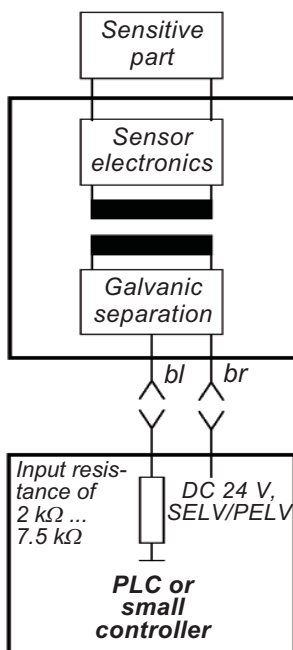 Sensitive
part
Sensor
electronics
Galvanic
separation
bl
br
Input resis-
tance of
2 kΩ ...
7.5 kΩ
DC 24 V,
SELV/PELV
PLC or
small
controller